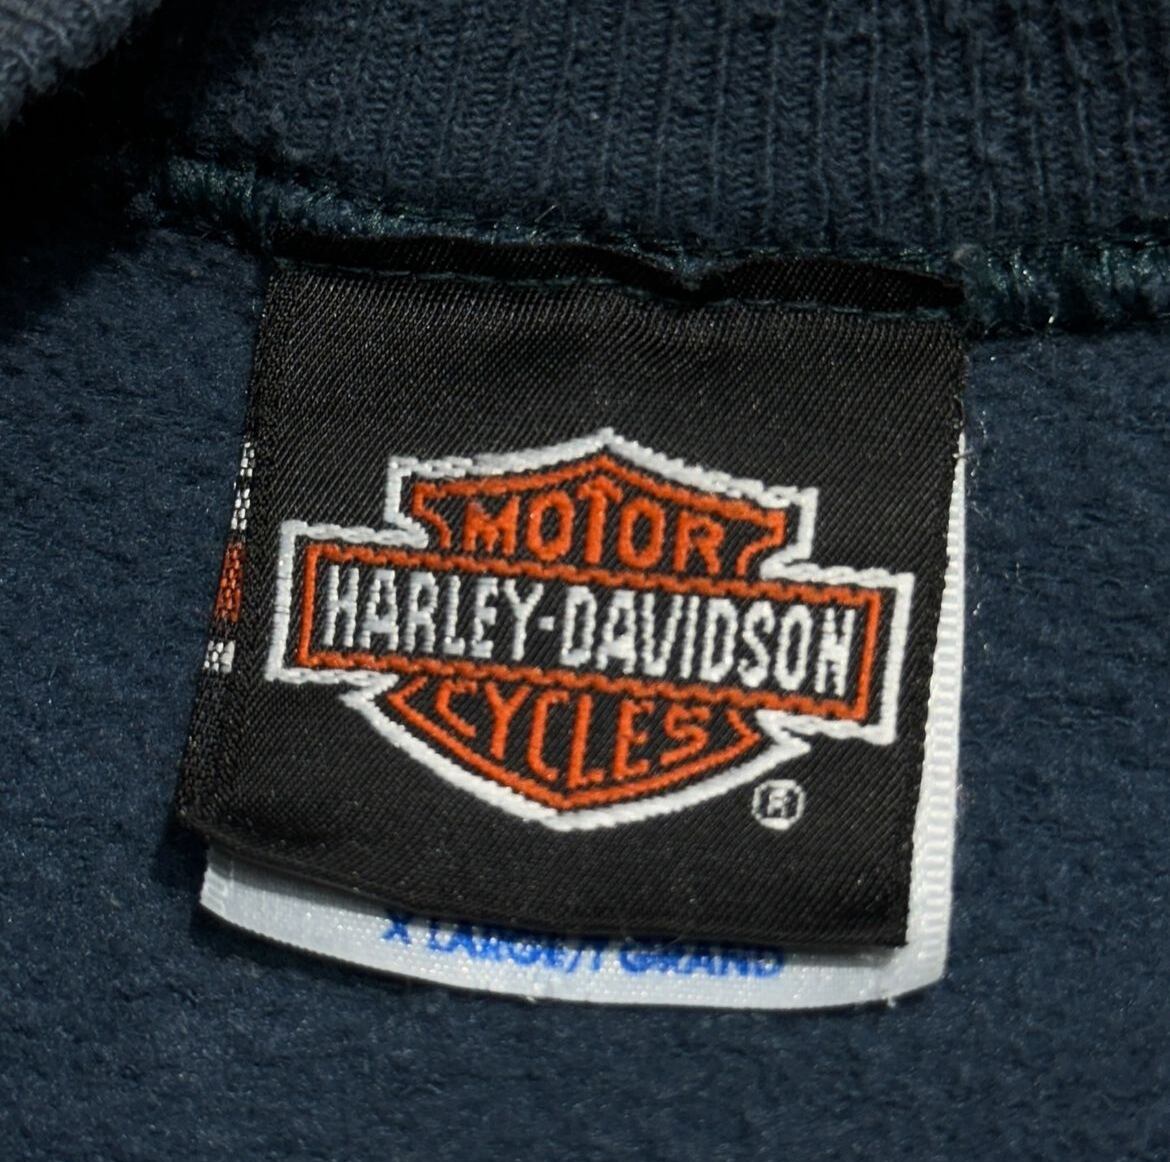 MOTOR
HARLEY-DAVIDSON
CYCLES
®
X LARGE/T GRAND